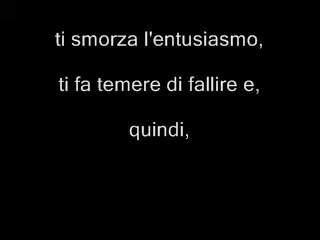 ti smorza l'entusiasmo,
ti fa temere di fallire e,
quindi,